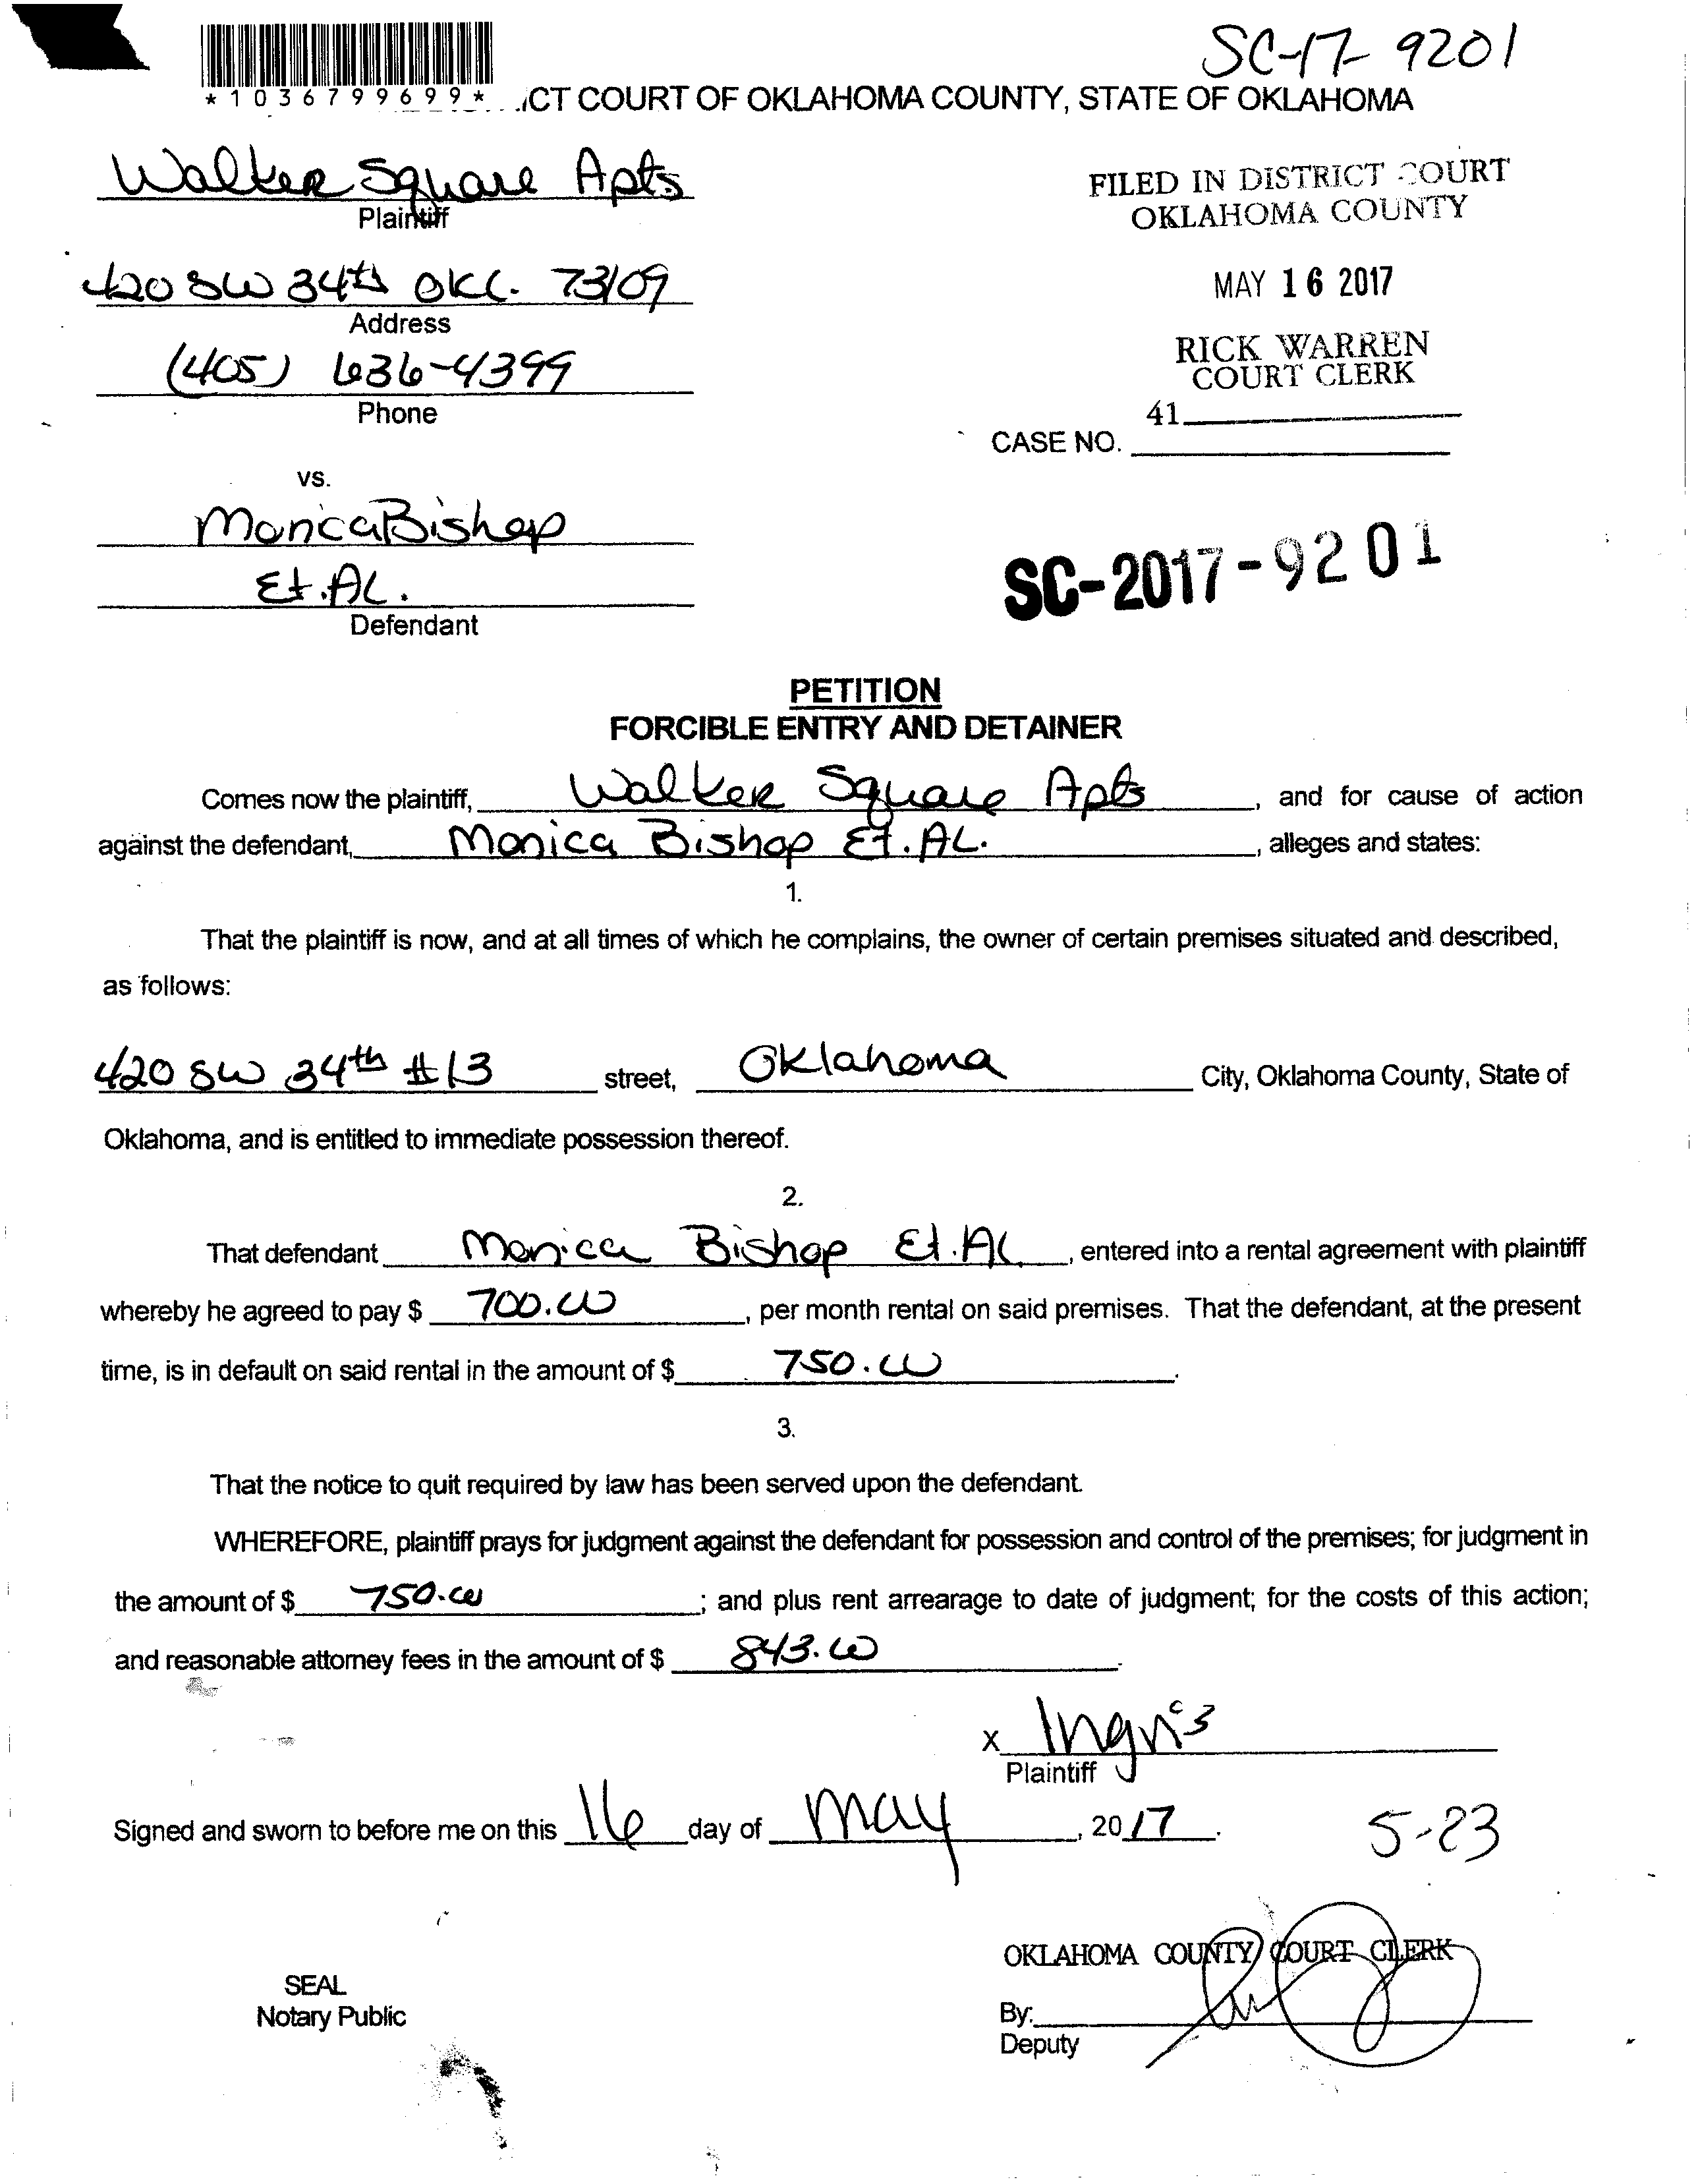 SC-17-9201
*1036799699*
ICT COURT OF OKLAHOMA COUNTY, STATE OF OKLAHOMA
Walker Square Apts
Plaintiff
FILED IN DISTRICT COURT
OKLAHOMA COUNTY
420 SW 34th OKC. 73109
Address
MAY 16 2017
(405) 636-4399
Phone
RICK WARREN
COURT CLERK
41
CASE NO.
vs.
Monica Bishop
Et.AL.
Defendant
SC-2017-9201
PETITION
FORCIBLE ENTRY AND DETAINER
Comes now the plaintiff, Walker Square Apts, and for cause of action
against the defendant, Monica Bishop Et.AL., alleges and states:
1.
That the plaintiff is now, and at all times of which he complains, the owner of certain premises situated and described,
as follows:
420 SW 34th #13 street, Oklahoma City, Oklahoma County, State of
Oklahoma, and is entitled to immediate possession thereof.
2.
That defendant Monica Bishop Et.AL., entered into a rental agreement with plaintiff
whereby he agreed to pay $ 700.00, per month rental on said premises. That the defendant, at the present
time, is in default on said rental in the amount of $ 750.00.
3.
That the notice to quit required by law has been served upon the defendant.
WHEREFORE, plaintiff prays for judgment against the defendant for possession and control of the premises; for judgment in
the amount of $ 750.00; and plus rent arrearage to date of judgment; for the costs of this action;
and reasonable attorney fees in the amount of $ 843.00.
X
Plaintiff
Signed and sworn to before me on this 16 day of May, 2017.
5-23
OKLAHOMA COUNTY COURT CLERK
SEAL
Notary Public
By:
Deputy